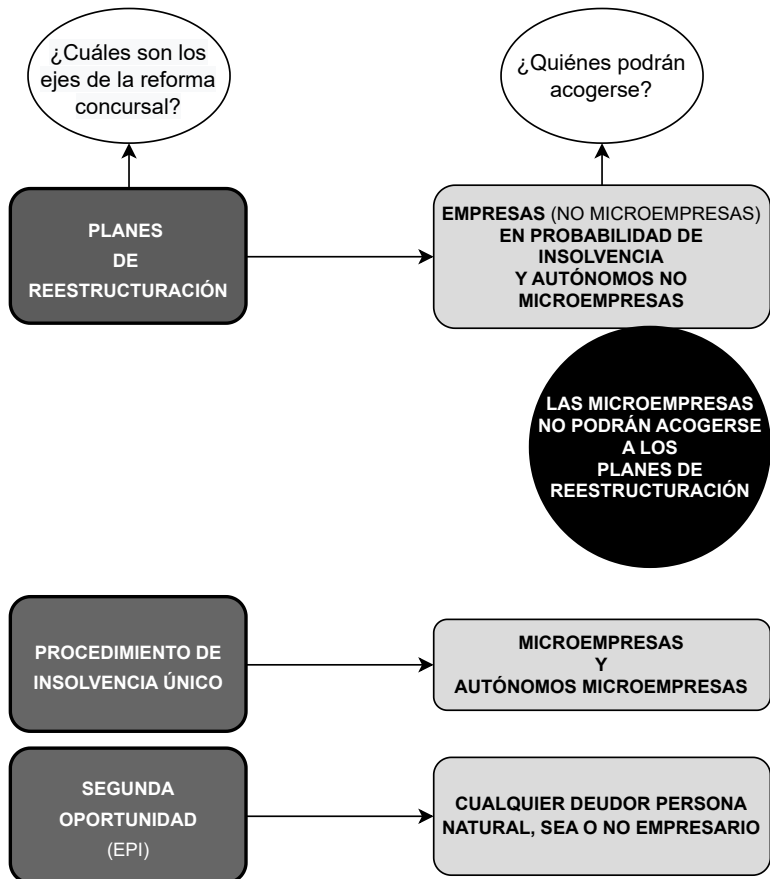 ¿Cuáles son los
ejes de la reforma
concursal?
¿Quiénes podrán
acogerse?
PLANES
DE
REESTRUCTURACIÓN
EMPRESAS (NO MICROEMPRESAS)
EN PROBABILIDAD DE
INSOLVENCIA
Y AUTÓNOMOS NO
MICROEMPRESAS
LAS MICROEMPRESAS
NO PODRÁN ACOGERSE
A LOS
PLANES DE
REESTRUCTURACIÓN
PROCEDIMIENTO DE
INSOLVENCIA ÚNICO
MICROEMPRESAS
Y
AUTÓNOMOS MICROEMPRESAS
SEGUNDA
OPORTUNIDAD
(EPI)
CUALQUIER DEUDOR PERSONA
NATURAL, SEA O NO EMPRESARIO